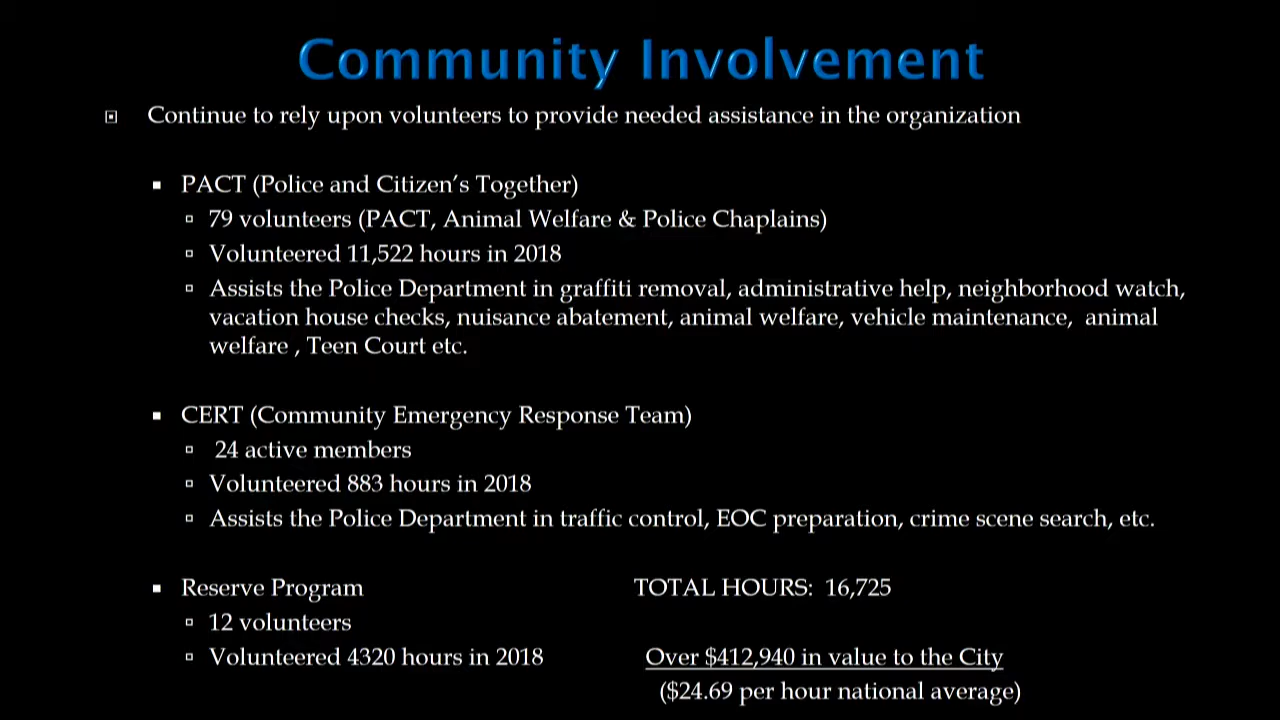 Community Involvement
Continue to rely upon volunteers to provide needed assistance in the organization
PACT (Police and Citizen's Together)
79 volunteers (PACT, Animal Welfare & Police Chaplains)
Volunteered 11,522 hours in 2018
Assists the Police Department in graffiti removal, administrative help, neighborhood watch,
vacation house checks, nuisance abatement, animal welfare, vehicle maintenance,  animal
welfare , Teen Court etc.
CERT (Community Emergency Response Team)
24 active members
Volunteered 883 hours in 2018
Assists the Police Department in traffic control, EOC preparation, crime scene search, etc.
Reserve Program
TOTAL HOURS:  16,725
12 volunteers
Volunteered 4320 hours in 2018
Over $412,940 in value to the City
($24.69 per hour national average)